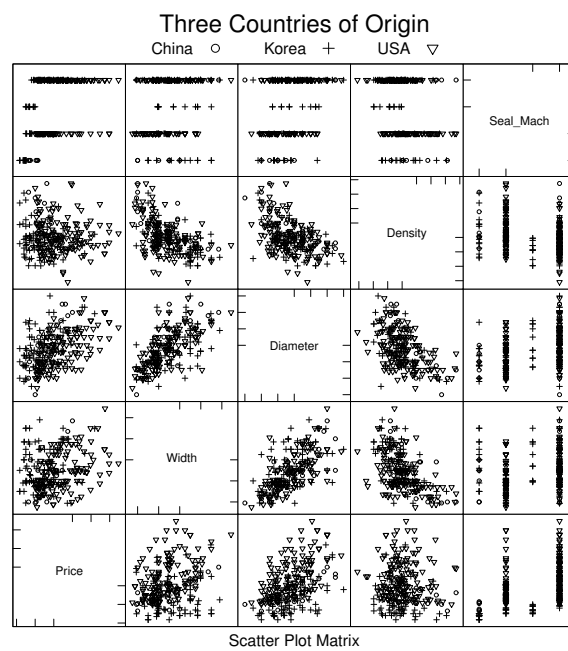 Three Countries of Origin
China Korea USA
Seal_Mach
Density
Diameter
Width
Price
Scatter Plot Matrix